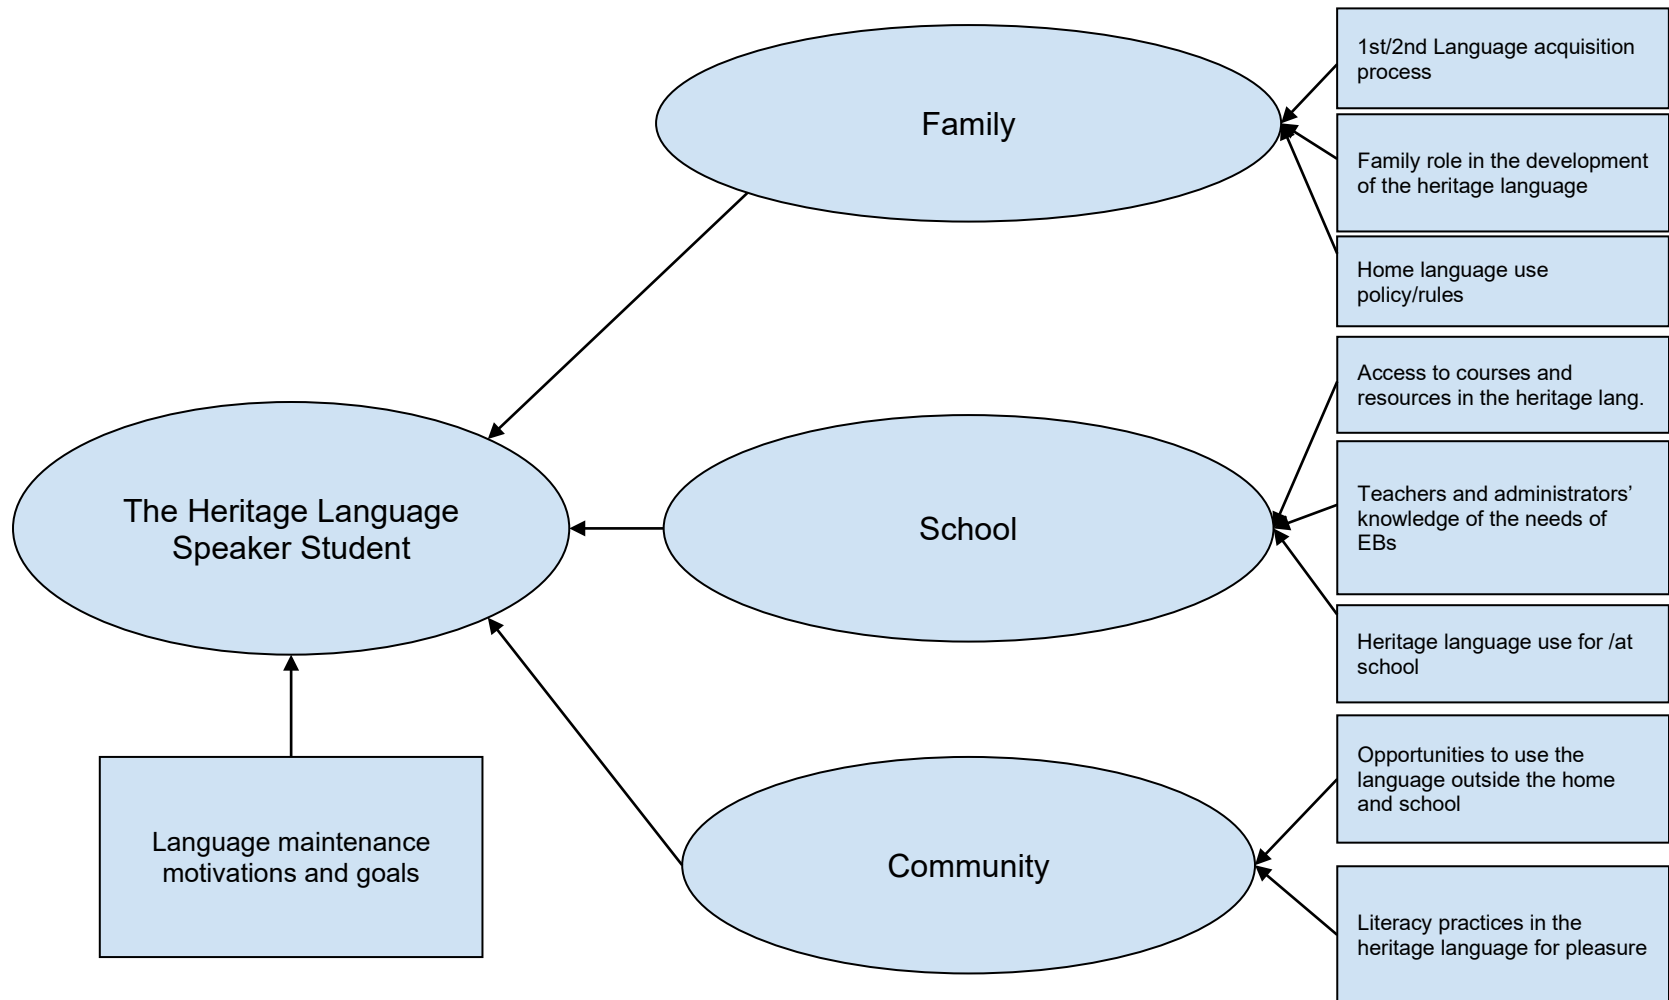 Family
1st/2nd Language acquisition
process
Family role in the development
of the heritage language
Home language use
policy/rules
The Heritage Language
Speaker Student
School
Access to courses and
resources in the heritage lang.
Teachers and administrators’
knowledge of the needs of
EBs
Heritage language use for /at
school
Language maintenance
motivations and goals
Community
Opportunities to use the
language outside the home
and school
Literacy practices in the
heritage language for pleasure